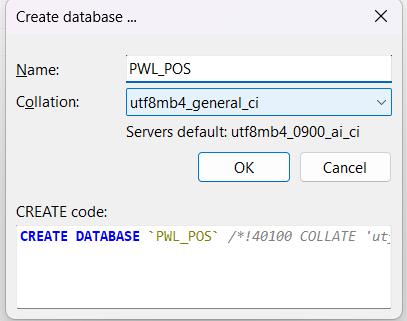 Create database ...
Name: PWL_POS
Collation: utf8mb4_general_ci
Servers default: utf8mb4_0900_ai_ci
OK Cancel
CREATE code:
CREATE DATABASE `PWL_POS` /*!40100 COLLATE 'ut